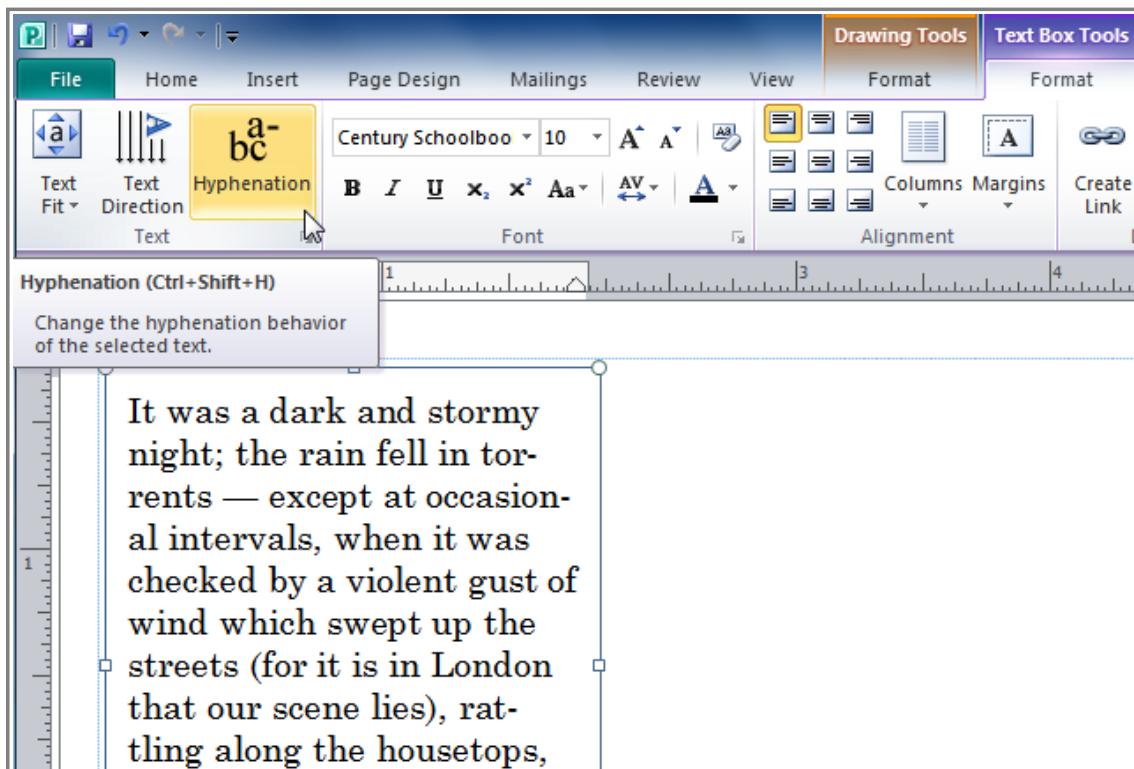 Drawing Tools Text Box Tools
File Home Insert Page Design Mailings Review View Format Format
a-
bc
Century Schoolboo 10 A A Aa
a A
B I U x₂ x² Aa AV A
Text Fit
Text Direction
Hyphenation
Columns Margins
Create Link
Text Font Alignment
Hyphenation (Ctrl+Shift+H)
Change the hyphenation behavior
of the selected text.
1 3 4
It was a dark and stormy
night; the rain fell in tor-
rents — except at occasion-
al intervals, when it was
1
checked by a violent gust of
wind which swept up the
streets (for it is in London
that our scene lies), rat-
tling along the housetops,